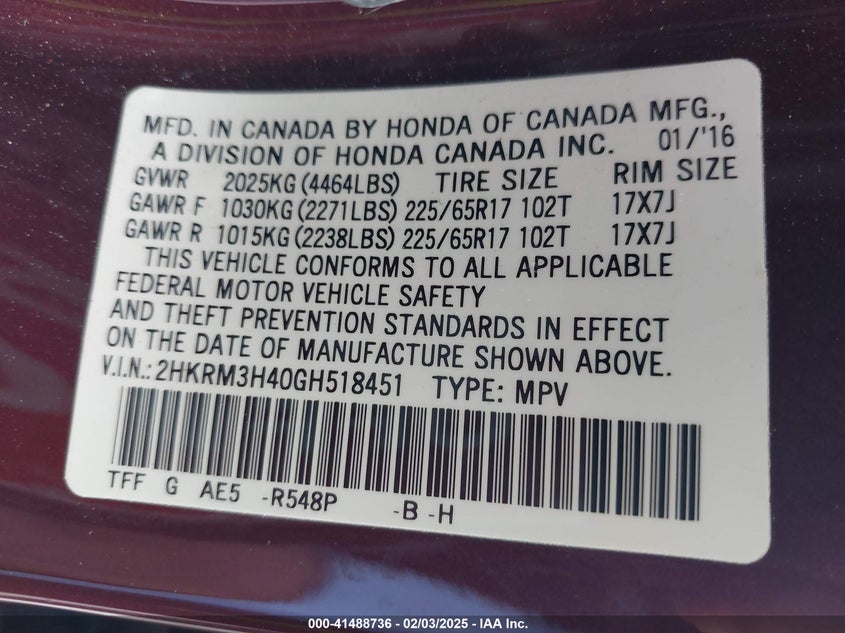 MFD. IN CANADA BY HONDA OF CANADA MFG.,
A DIVISION OF HONDA CANADA INC. 01/'16
GVWR 2025KG (4464LBS) TIRE SIZE RIM SIZE
GAWR F 1030KG (2271LBS) 225/65R17 102T 17X7J
GAWR R 1015KG (2238LBS) 225/65R17 102T 17X7J
THIS VEHICLE CONFORMS TO ALL APPLICABLE
FEDERAL MOTOR VEHICLE SAFETY
AND THEFT PREVENTION STANDARDS IN EFFECT
ON THE DATE OF MANUFACTURE SHOWN ABOVE.
V.I.N.: 2HKRM3H40GH518451 TYPE: MPV
TFF G AE5 -R548P -B -H
000-41488736 - 02/03/2025 - IAA Inc.